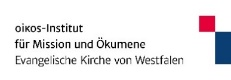 oikos-Institut
für Mission und Ökumene
Evangelische Kirche von Westfalen